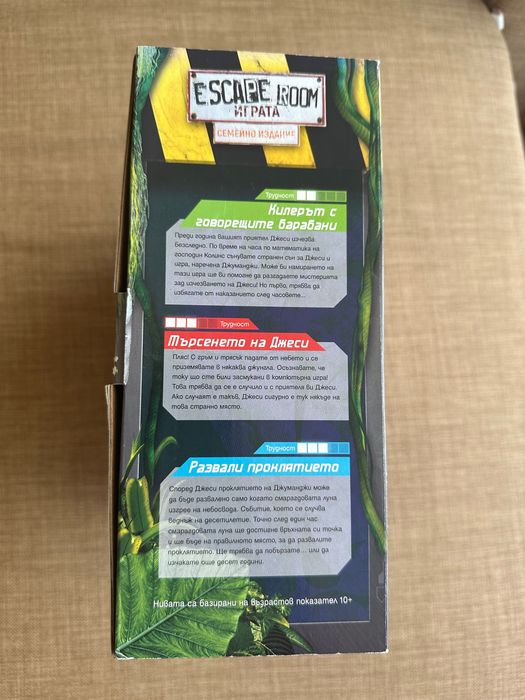 ESCAPE ROOM
ИГРАТА
СЕМЕЙНО ИЗДАНИЕ
Трудност
Килерът с
говорещите барабани
Преди година вашият приятел Джеси изчезва
безследно. По време на часа по математика на
господин Колинс сънувате странен сън за Джеси и
игра, наречена Джуманджи. Може би намирането на
тази игра ще ви помогне да разгадаете мистерията
зад изчезването на Джеси! Но първо, трябва да
избягате от наказанието след часовете...
Трудност
Търсенето на Джеси
Пляс! С гръм и трясък падате от небето и се
приземявате в някаква джунгла. Осъзнавате, че
току що сте били засмукани в компютърна игра!
Това трябва да се е случило и с приятеля ви Джеси.
Ако случаят е такъв, Джеси сигурно е тук някъде на
това странно място.
Трудност
Развали проклятието
Според Джеси проклятието на Джуманджи може
да бъде развалено само когато смарагдовата луна
изгрее на небосвода. Събитие, което се случва
веднъж на десетилетие. Точно след един час
смарагдовата луна ще достигне връхната си точка
и ще бъде на правилното място, за да развалите
проклятието. Ще трябва да побързате... или да
изчакате още десет години.
Нивата са базирани на възрастов показател 10+